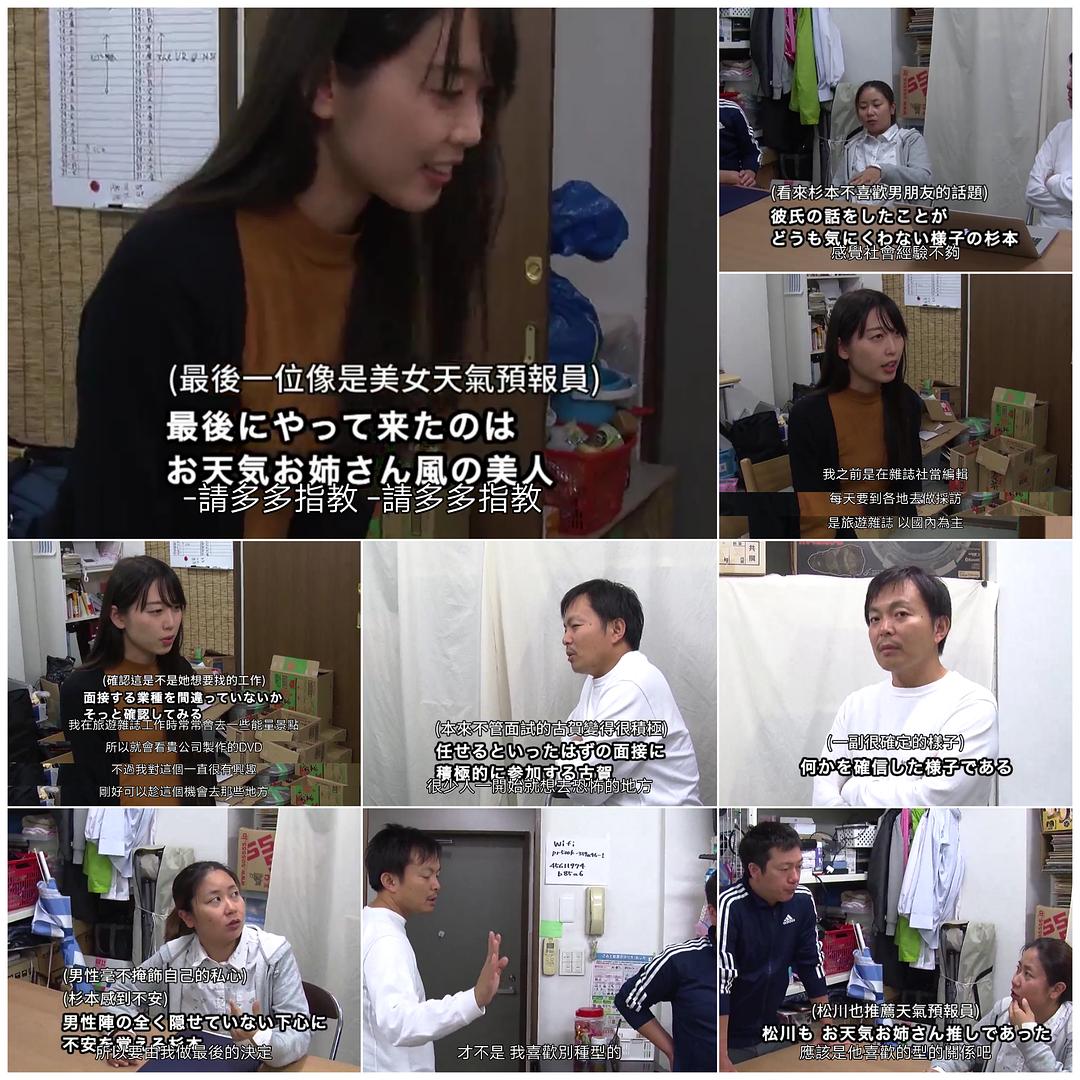 (最後一位像是美女天氣預報員)
最後にやって来たのは
お天気お姉さん風の美人
-請多多指教 -請多多指教
(看來杉本不喜歡男朋友的話題)
彼氏の話をしたことが
どうも気にくわない様子の杉本
感覺社會經驗不夠
我之前是在雜誌社當編輯
每天要到各地去做採訪
是旅遊雜誌 以國內為主
(確認這是不是她想要找的工作)
面接する業種を間違っていないか
そっと確認してみる
我在旅遊雜誌工作時常常會去一些能量景點
所以就會看貴公司製作的DVD
不過我對這個一直很有興趣
剛好可以趁這個機會去那些地方
(本來不管面試的古賀變得很積極)
任せるといったはずの面接に
積極的に参加する古賀
很少人一開始就想去恐怖的地方
(一副很確定的樣子)
何かを確信した様子である
(男性毫不掩飾自己的私心)
(杉本感到不安)
男性陣の全く隠せていない下心に
不安を覚える杉本
所以要由我做最後的決定
Wifi
才不是 我喜歡別種型的
adidas
(松川也推薦天氣預報員)
松川も お天気お姉さん推しであった
應該是他喜歡的型的關係吧